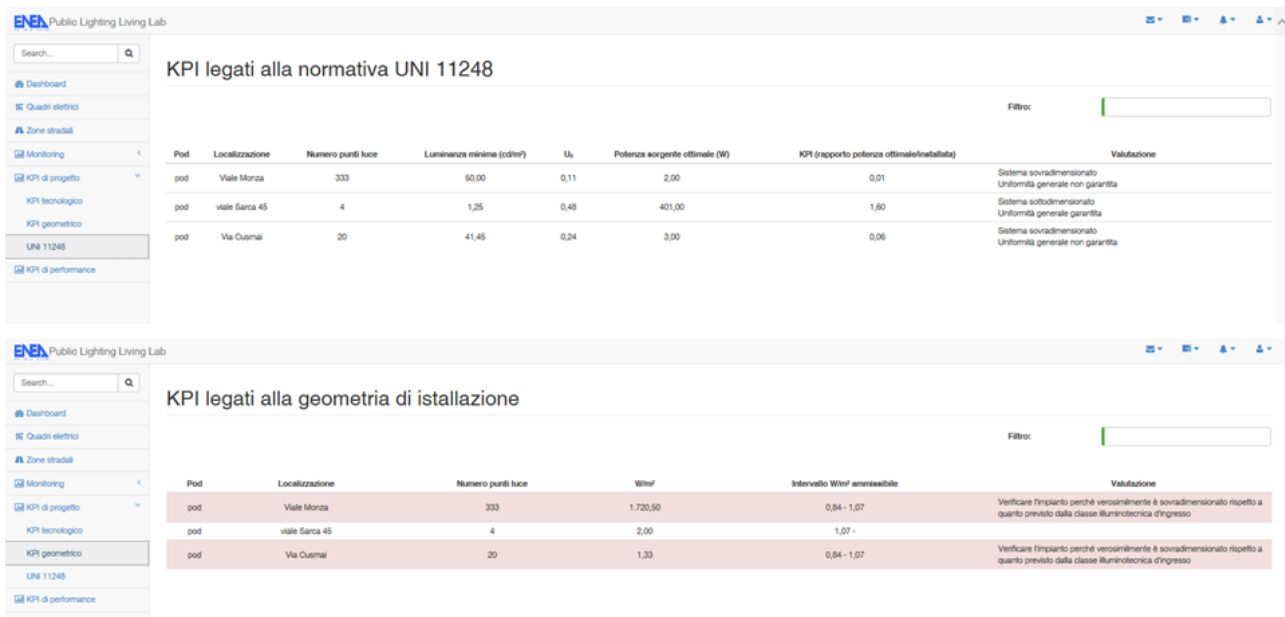 ENEA Public Lighting Living Lab
Search...
Dashboard
Quadri elettrici
Zone stradali
Monitoring
KPI di progetto
KPI tecnologico
KPI geometrico
UNI 11248
KPI di performance
KPI legati alla normativa UNI 11248
Filtro:
Pod Localizzazione Numero punti luce Luminanza minima (cd/m²) U₀ Potenza sorgente ottimale (W) KPI (rapporto potenza ottimale/installata) Valutazione
pod Viale Monza 333 50,00 0,11 2,00 0,01 Sistema sovradimensionato
Uniformità generale non garantita
pod viale Sarca 45 4 1,25 0,48 401,00 1,60 Sistema sottodimensionato
Uniformità generale garantita
pod Via Cusmai 20 41,45 0,24 3,00 0,06 Sistema sovradimensionato
Uniformità generale non garantita
ENEA Public Lighting Living Lab
Search...
Dashboard
Quadri elettrici
Zone stradali
Monitoring
KPI di progetto
KPI tecnologico
KPI geometrico
UNI 11248
KPI di performance
KPI legati alla geometria di istallazione
Filtro:
Pod Localizzazione Numero punti luce W/m² Intervallo W/m² ammissibile Valutazione
pod Viale Monza 333 1.720,50 0,84 - 1,07 Verificare l'impianto perché verosimilmente è sovradimensionato rispetto a
quanto previsto dalla classe illuminotecnica d'ingresso
pod viale Sarca 45 4 2,00 1,07 -
pod Via Cusmai 20 1,33 0,84 - 1,07 Verificare l'impianto perché verosimilmente è sovradimensionato rispetto a
quanto previsto dalla classe illuminotecnica d'ingresso